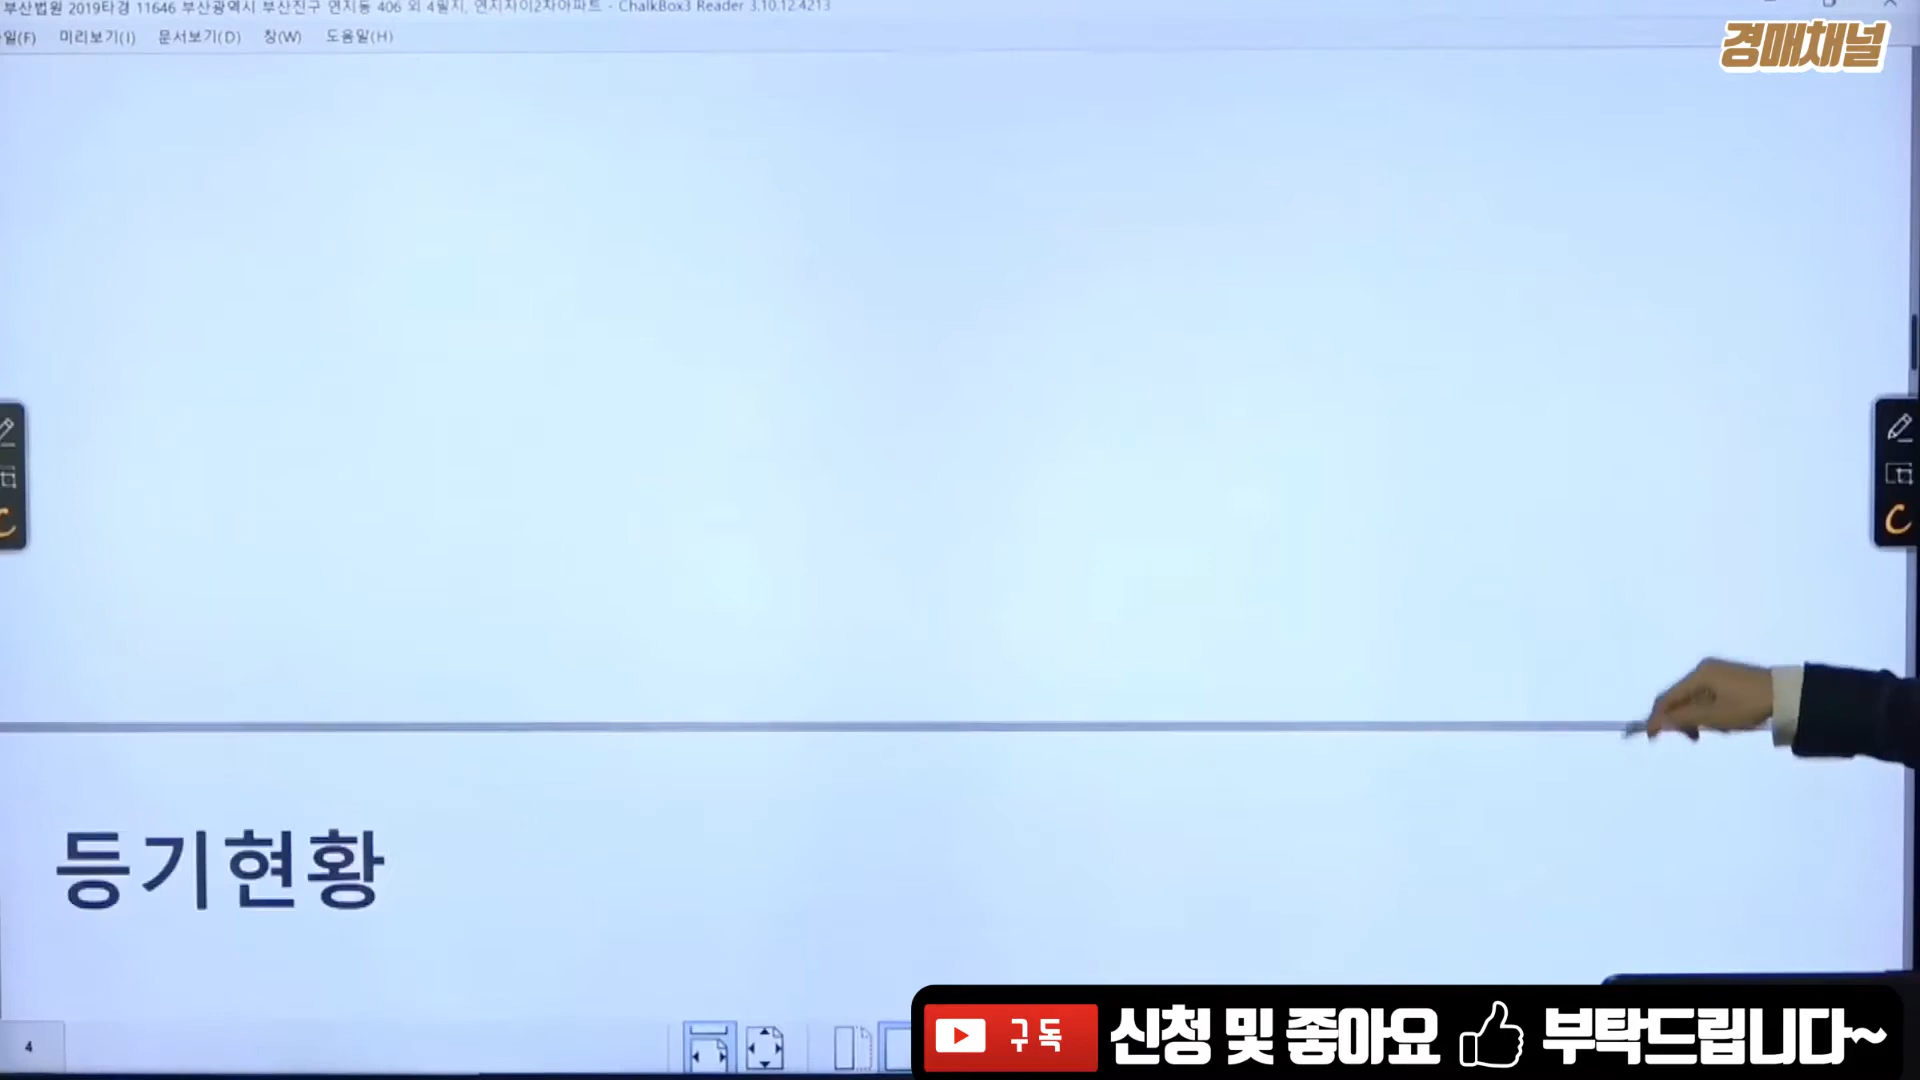 부산법원 2019타경 11646 부산광역시 부산진구 연지동 406 외 4필지, 연지자이2차아파트 - ChalkBox3 Reader 3.10.12.4213
일(F) 미리보기(I) 문서보기(D) 창(W) 도움말(H)
경매채널
등기현황
4
구독 신청 및 좋아요 부탁드립니다~